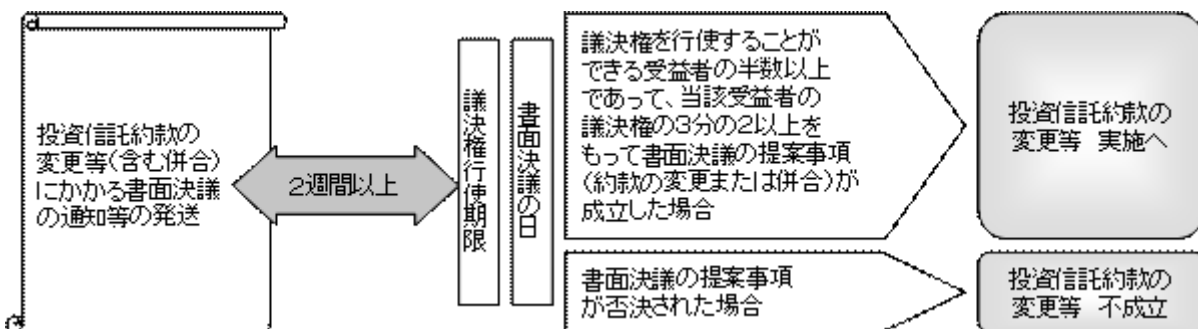 投資信託約款の
変更等(含む併合)
にかかる書面決議
の通知等の発送
2週間以上
議決権行使期限
書面決議の日
議決権を行使することが
できる受益者の半数以上
であって、当該受益者の
議決権の3分の2以上を
もって書面決議の提案事項
(約款の変更または併合)が
成立した場合
投資信託約款の
変更等 実施へ
書面決議の提案事項
が否決された場合
投資信託約款の
変更等 不成立